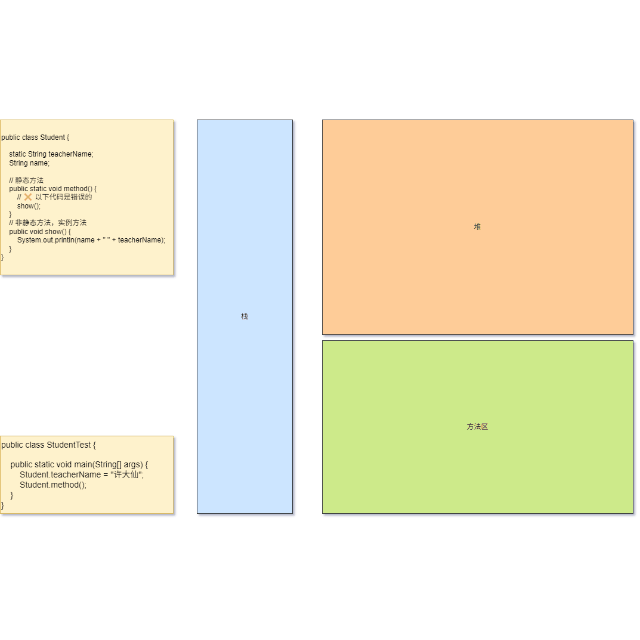 public class Student {
static String teacherName;
String name;
// 静态方法
public static void method() {
// ❌ 以下代码是错误的
show();
}
// 非静态方法，实例方法
public void show() {
System.out.println(name + " " + teacherName);
}
}
public class StudentTest {
public static void main(String[] args) {
Student.teacherName = "许大仙";
Student.method();
}
}
栈
堆
方法区